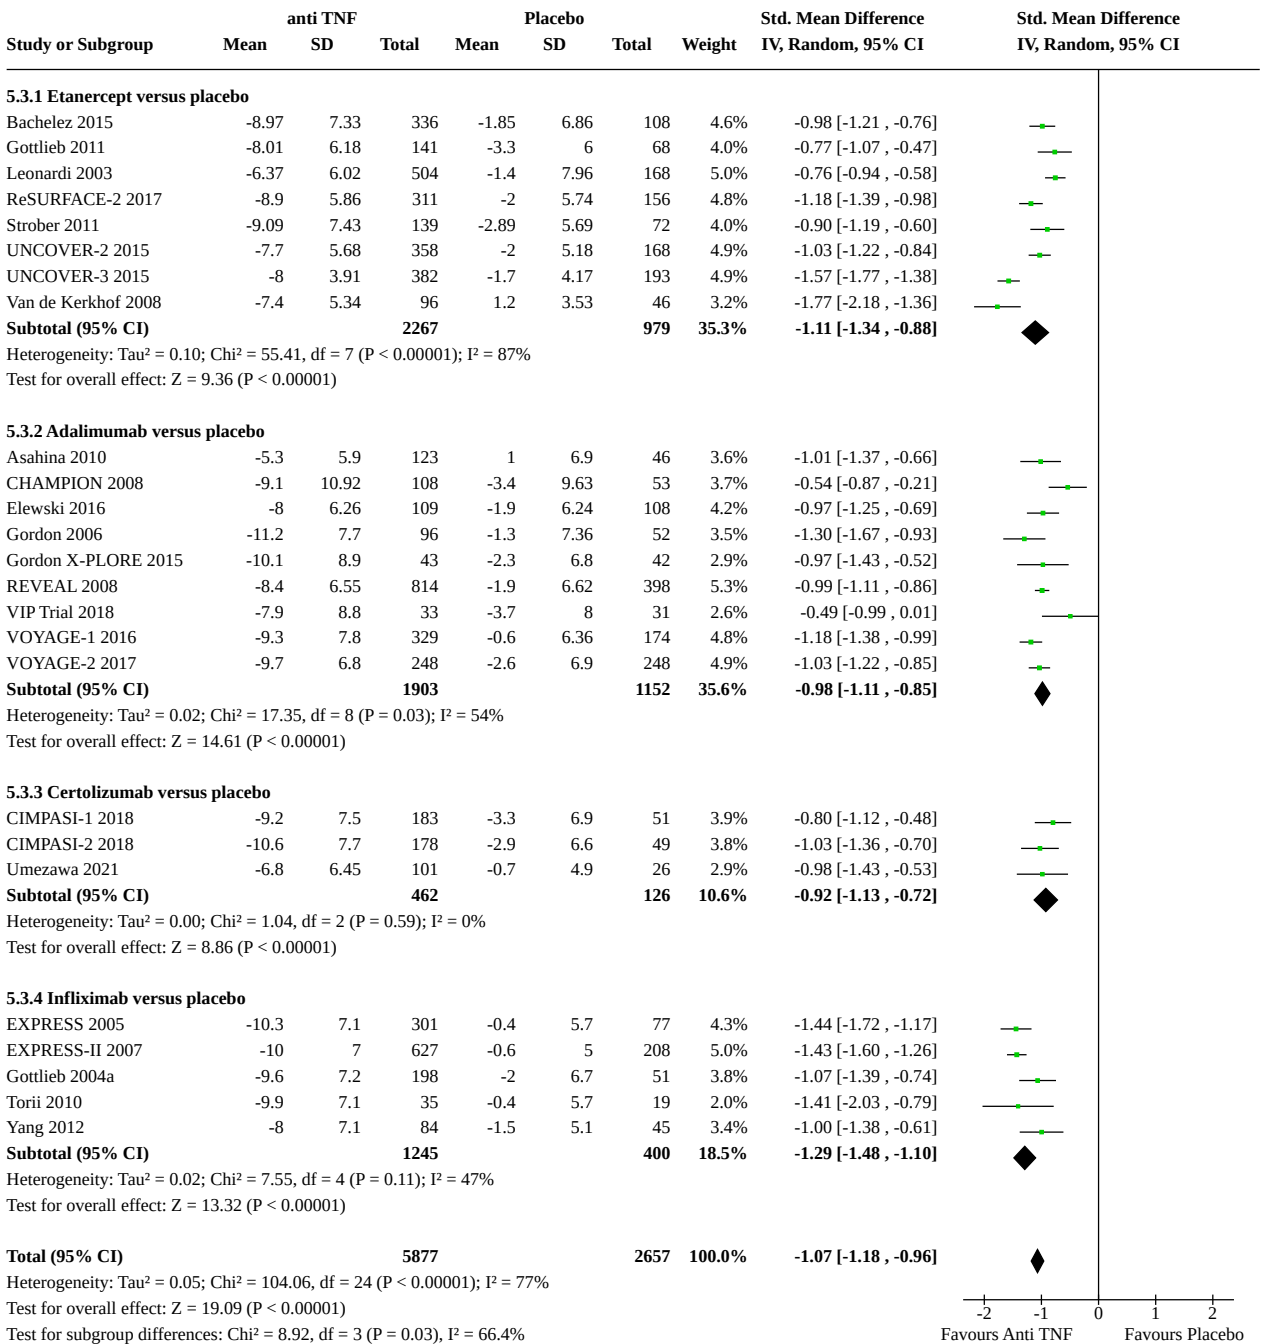 anti TNF Placebo Std. Mean Difference Std. Mean Difference
Study or Subgroup Mean SD Total Mean SD Total Weight IV, Random, 95% CI IV, Random, 95% CI
5.3.1 Etanercept versus placebo
Bachelez 2015 -8.97 7.33 336 -1.85 6.86 108 4.6% -0.98 [-1.21 , -0.76]
Gottlieb 2011 -8.01 6.18 141 -3.3 6 68 4.0% -0.77 [-1.07 , -0.47]
Leonardi 2003 -6.37 6.02 504 -1.4 7.96 168 5.0% -0.76 [-0.94 , -0.58]
ReSURFACE-2 2017 -8.9 5.86 311 -2 5.74 156 4.8% -1.18 [-1.39 , -0.98]
Strober 2011 -9.09 7.43 139 -2.89 5.69 72 4.0% -0.90 [-1.19 , -0.60]
UNCOVER-2 2015 -7.7 5.68 358 -2 5.18 168 4.9% -1.03 [-1.22 , -0.84]
UNCOVER-3 2015 -8 3.91 382 -1.7 4.17 193 4.9% -1.57 [-1.77 , -1.38]
Van de Kerkhof 2008 -7.4 5.34 96 1.2 3.53 46 3.2% -1.77 [-2.18 , -1.36]
Subtotal (95% CI) 2267 979 35.3% -1.11 [-1.34 , -0.88]
Heterogeneity: Tau² = 0.10; Chi² = 55.41, df = 7 (P < 0.00001); I² = 87%
Test for overall effect: Z = 9.36 (P < 0.00001)
5.3.2 Adalimumab versus placebo
Asahina 2010 -5.3 5.9 123 1 6.9 46 3.6% -1.01 [-1.37 , -0.66]
CHAMPION 2008 -9.1 10.92 108 -3.4 9.63 53 3.7% -0.54 [-0.87 , -0.21]
Elewski 2016 -8 6.26 109 -1.9 6.24 108 4.2% -0.97 [-1.25 , -0.69]
Gordon 2006 -11.2 7.7 96 -1.3 7.36 52 3.5% -1.30 [-1.67 , -0.93]
Gordon X-PLORE 2015 -10.1 8.9 43 -2.3 6.8 42 2.9% -0.97 [-1.43 , -0.52]
REVEAL 2008 -8.4 6.55 814 -1.9 6.62 398 5.3% -0.99 [-1.11 , -0.86]
VIP Trial 2018 -7.9 8.8 33 -3.7 8 31 2.6% -0.49 [-0.99 , 0.01]
VOYAGE-1 2016 -9.3 7.8 329 -0.6 6.36 174 4.8% -1.18 [-1.38 , -0.99]
VOYAGE-2 2017 -9.7 6.8 248 -2.6 6.9 248 4.9% -1.03 [-1.22 , -0.85]
Subtotal (95% CI) 1903 1152 35.6% -0.98 [-1.11 , -0.85]
Heterogeneity: Tau² = 0.02; Chi² = 17.35, df = 8 (P = 0.03); I² = 54%
Test for overall effect: Z = 14.61 (P < 0.00001)
5.3.3 Certolizumab versus placebo
CIMPASI-1 2018 -9.2 7.5 183 -3.3 6.9 51 3.9% -0.80 [-1.12 , -0.48]
CIMPASI-2 2018 -10.6 7.7 178 -2.9 6.6 49 3.8% -1.03 [-1.36 , -0.70]
Umezawa 2021 -6.8 6.45 101 -0.7 4.9 26 2.9% -0.98 [-1.43 , -0.53]
Subtotal (95% CI) 462 126 10.6% -0.92 [-1.13 , -0.72]
Heterogeneity: Tau² = 0.00; Chi² = 1.04, df = 2 (P = 0.59); I² = 0%
Test for overall effect: Z = 8.86 (P < 0.00001)
5.3.4 Infliximab versus placebo
EXPRESS 2005 -10.3 7.1 301 -0.4 5.7 77 4.3% -1.44 [-1.72 , -1.17]
EXPRESS-II 2007 -10 7 627 -0.6 5 208 5.0% -1.43 [-1.60 , -1.26]
Gottlieb 2004a -9.6 7.2 198 -2 6.7 51 3.8% -1.07 [-1.39 , -0.74]
Torii 2010 -9.9 7.1 35 -0.4 5.7 19 2.0% -1.41 [-2.03 , -0.79]
Yang 2012 -8 7.1 84 -1.5 5.1 45 3.4% -1.00 [-1.38 , -0.61]
Subtotal (95% CI) 1245 400 18.5% -1.29 [-1.48 , -1.10]
Heterogeneity: Tau² = 0.02; Chi² = 7.55, df = 4 (P = 0.11); I² = 47%
Test for overall effect: Z = 13.32 (P < 0.00001)
Total (95% CI) 5877 2657 100.0% -1.07 [-1.18 , -0.96]
Heterogeneity: Tau² = 0.05; Chi² = 104.06, df = 24 (P < 0.00001); I² = 77%
Test for overall effect: Z = 19.09 (P < 0.00001) -2 -1 0 1 2
Test for subgroup differences: Chi² = 8.92, df = 3 (P = 0.03), I² = 66.4% Favours Anti TNF Favours Placebo